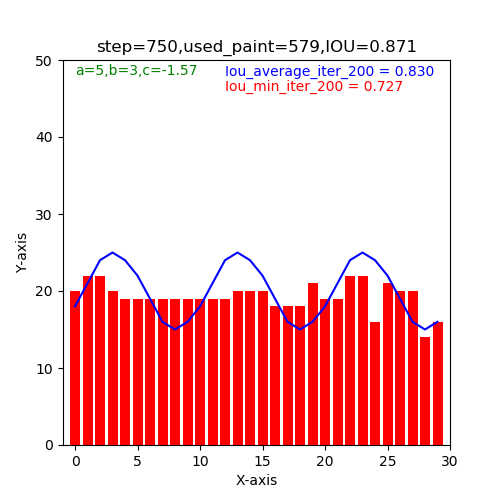 step=750,used_paint=579,IOU=0.871
a=5,b=3,c=-1.57
Iou_average_iter_200 = 0.830
Iou_min_iter_200 = 0.727
50
40
30
20
10
0
Y-axis
0 5 10 15 20 25 30
X-axis